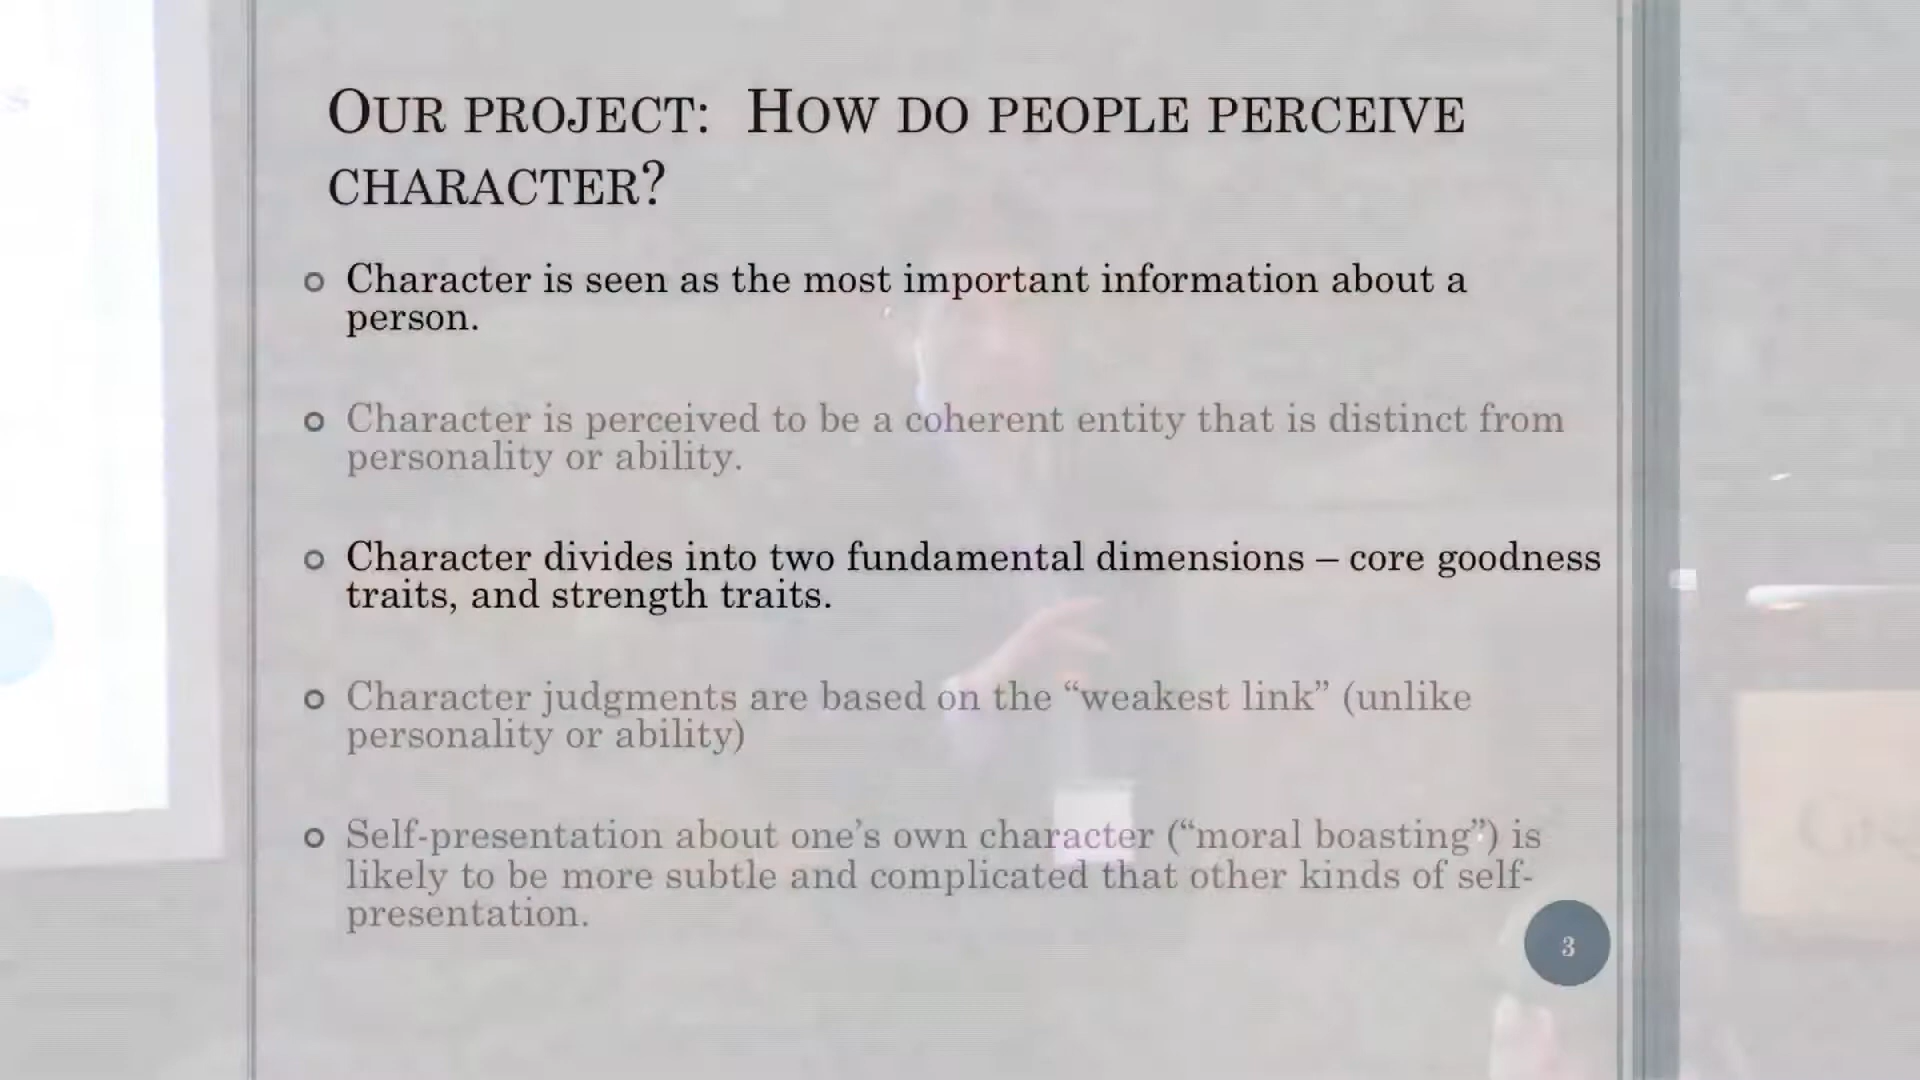 OUR PROJECT: HOW DO PEOPLE PERCEIVE
CHARACTER?
Character is seen as the most important information about a
person.
Character is perceived to be a coherent entity that is distinct from
personality or ability.
Character divides into two fundamental dimensions – core goodness
traits, and strength traits.
Character judgments are based on the “weakest link” (unlike
personality or ability)
Self-presentation about one’s own character (“moral boasting”) is
likely to be more subtle and complicated that other kinds of self-
presentation.
3